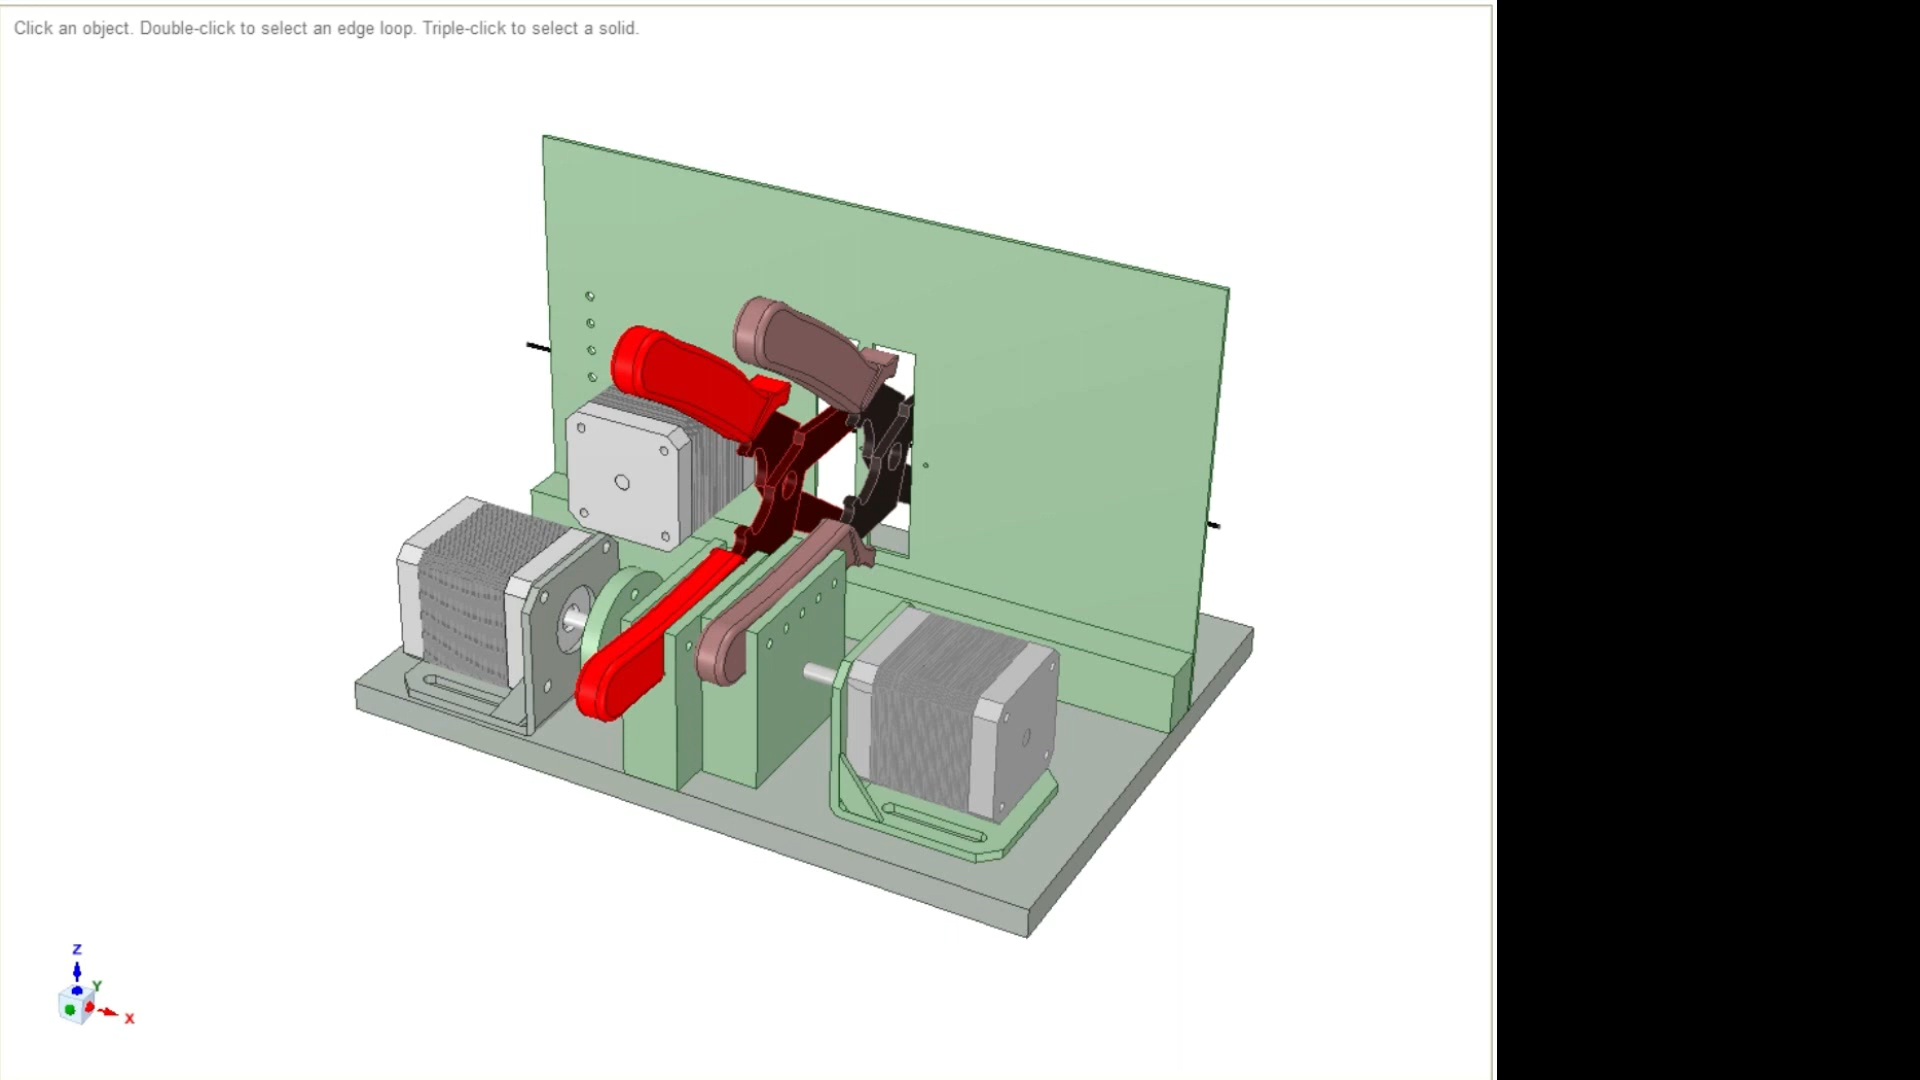 Click an object. Double-click to select an edge loop. Triple-click to select a solid.
Z
Y
X